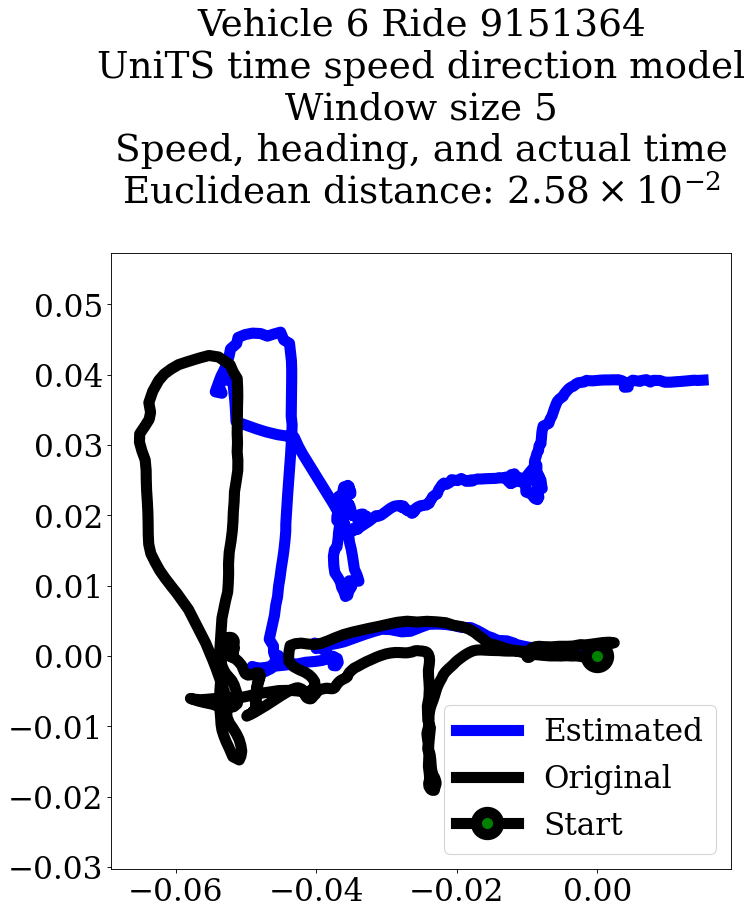 Vehicle 6 Ride 9151364
UniTS time speed direction model
Window size 5
Speed, heading, and actual time
Euclidean distance: 2.58 × 10⁻²
0.05
0.04
0.03
0.02
0.01
0.00
−0.01
−0.02
−0.03
Estimated
Original
Start
−0.06 −0.04 −0.02 0.00